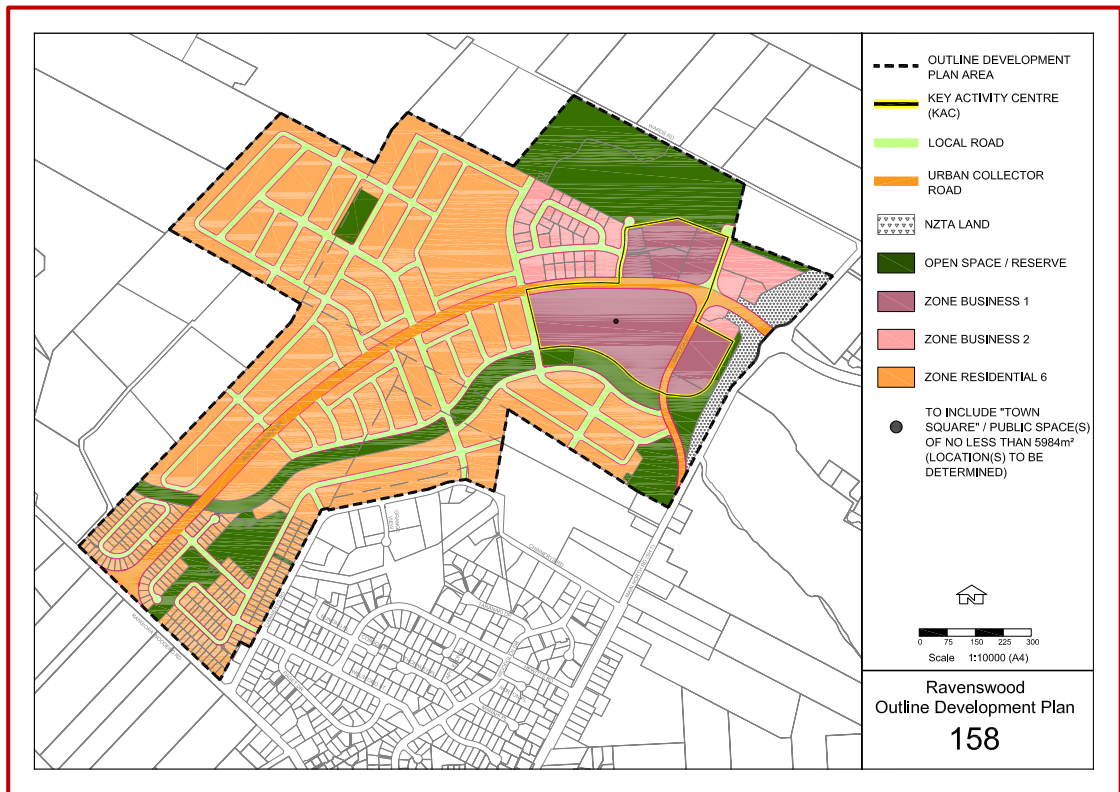 OUTLINE DEVELOPMENT
PLAN AREA
KEY ACTIVITY CENTRE
(KAC)
LOCAL ROAD
URBAN COLLECTOR
ROAD
NZTA LAND
OPEN SPACE / RESERVE
ZONE BUSINESS 1
ZONE BUSINESS 2
ZONE RESIDENTIAL 6
TO INCLUDE "TOWN
SQUARE" / PUBLIC SPACE(S)
OF NO LESS THAN 5984m²
(LOCATION(S) TO BE
DETERMINED)
N
0 75 150 225 300
Scale 1:10000 (A4)
Ravenswood
Outline Development Plan
158
WARDS RD